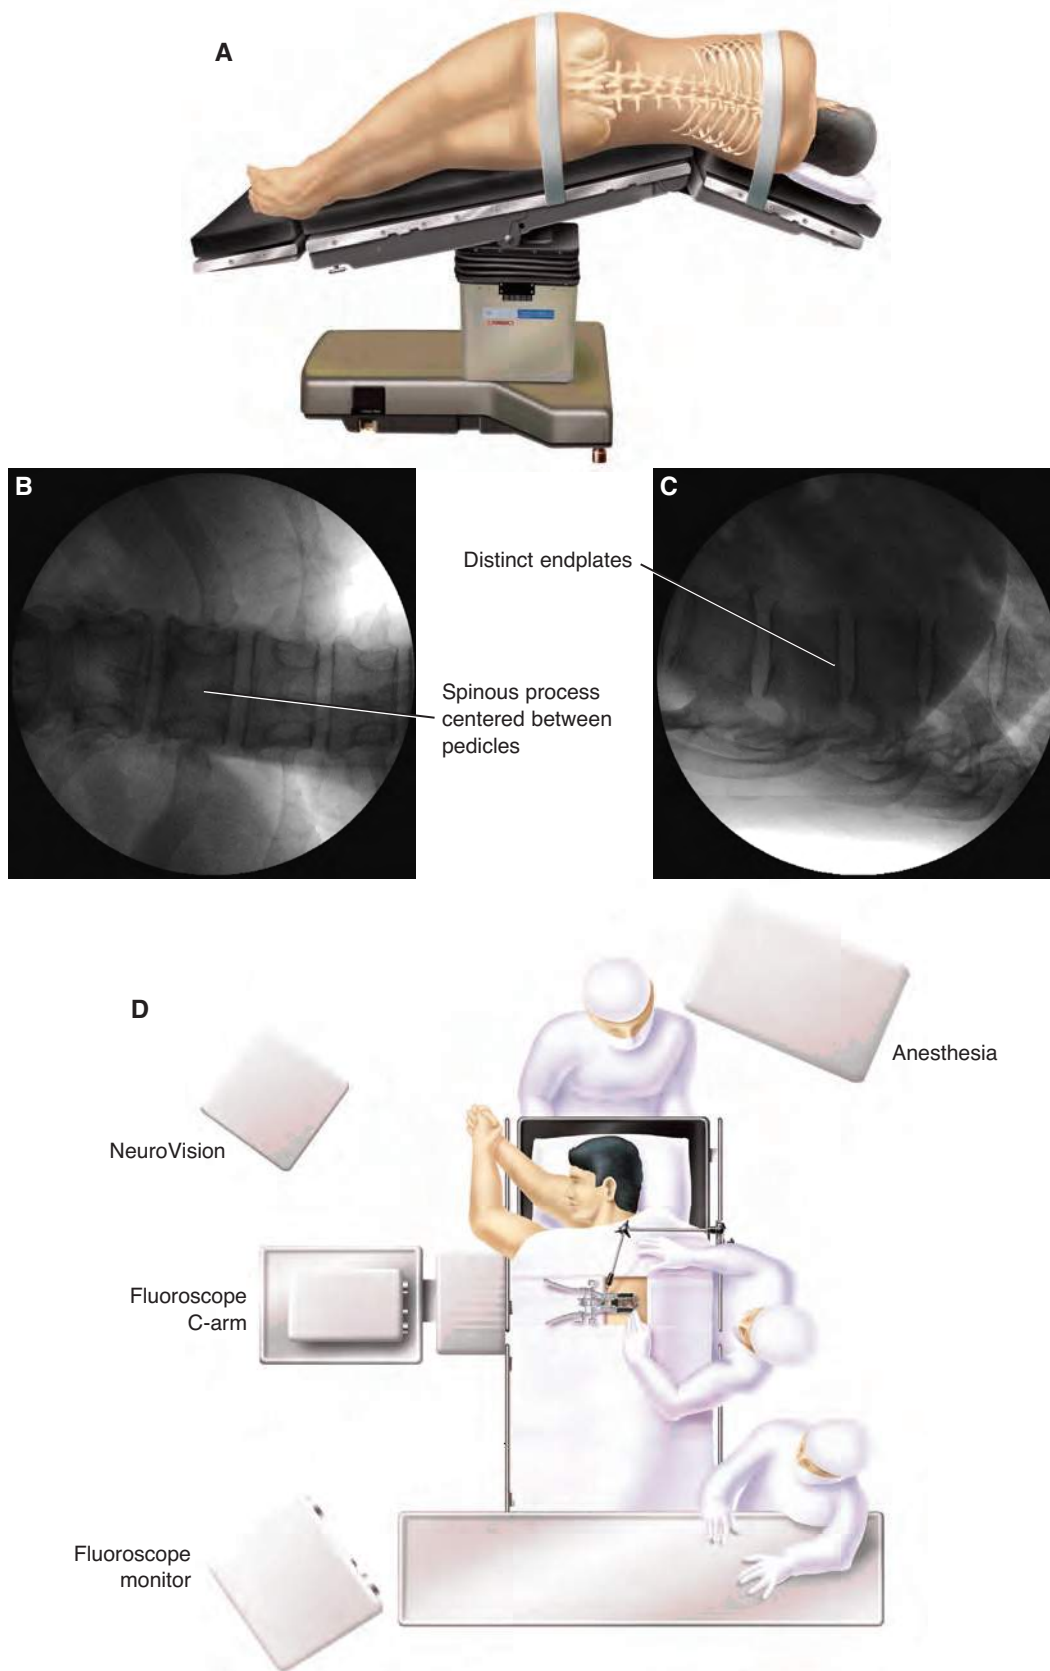 A
B
C
Distinct endplates
Spinous process
centered between
pedicles
D
Anesthesia
NeuroVision
Fluoroscope
C-arm
Fluoroscope
monitor